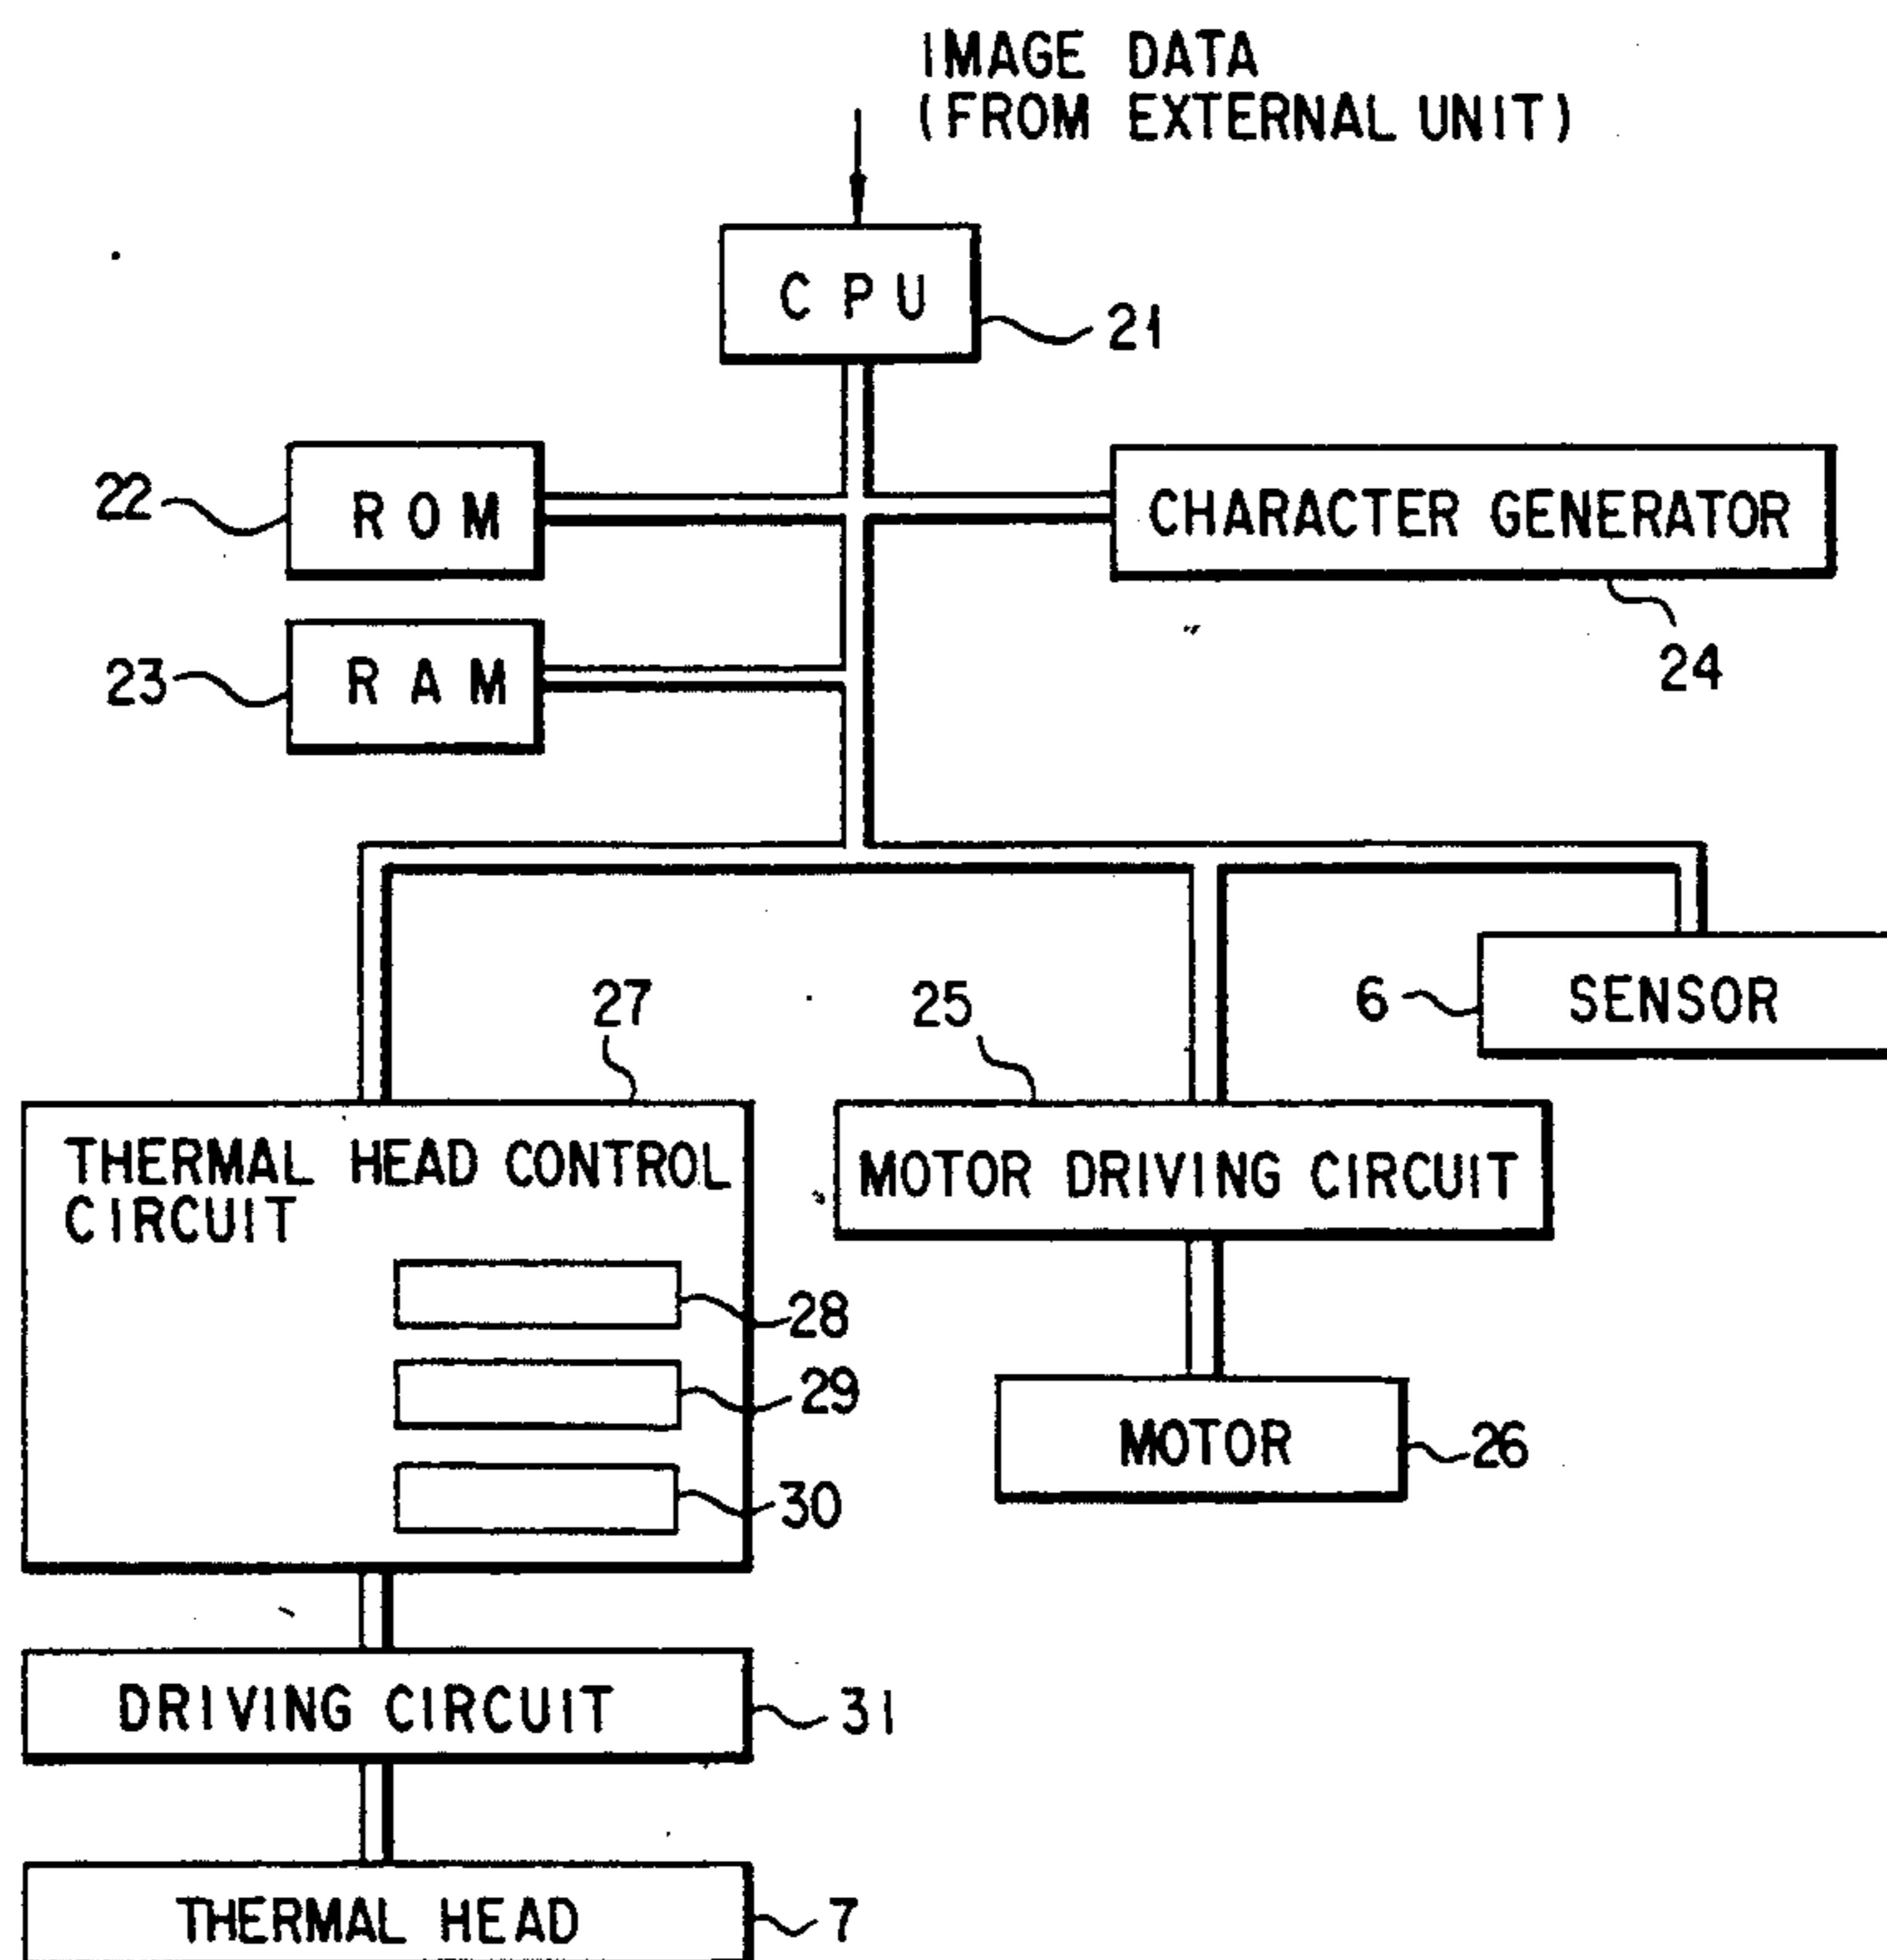 IMAGE DATA
(FROM EXTERNAL UNIT)
CPU
21
22
ROM
CHARACTER GENERATOR
24
23
RAM
27
25
6
SENSOR
THERMAL HEAD CONTROL
CIRCUIT
MOTOR DRIVING CIRCUIT
28
29
30
MOTOR
26
DRIVING CIRCUIT
31
THERMAL HEAD
7